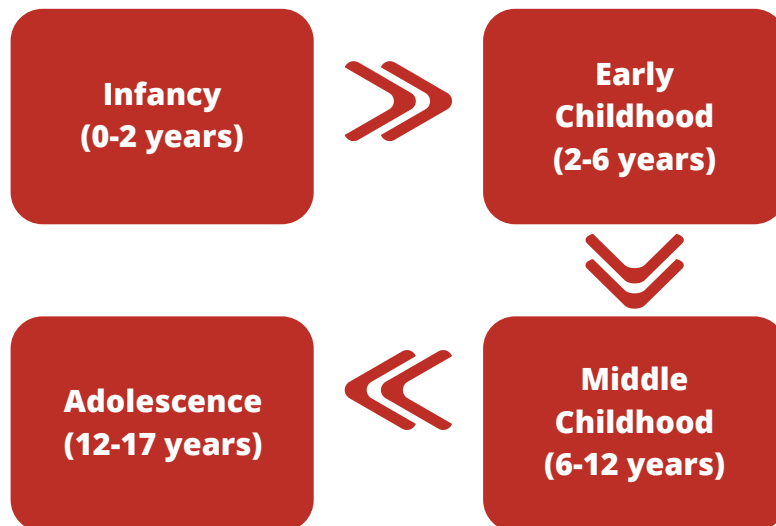 Infancy
(0-2 years)
Early
Childhood
(2-6 years)
Middle
Childhood
(6-12 years)
Adolescence
(12-17 years)